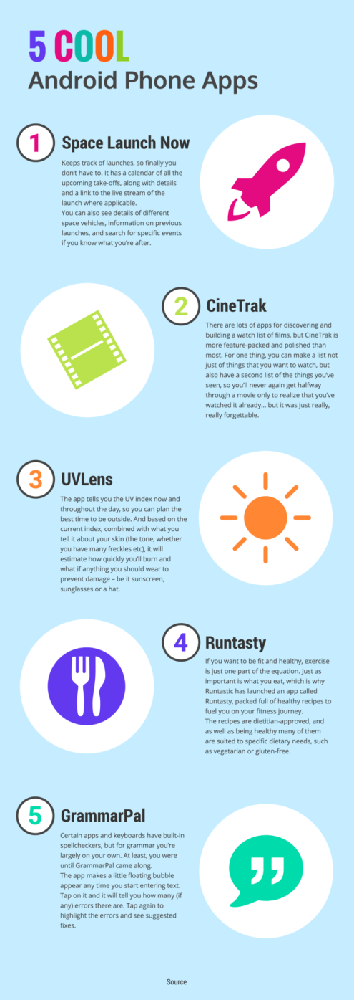 5 COOL
Android Phone Apps
1
Space Launch Now
Keeps track of launches, so finally you
don't have to. It has a calendar of all the
upcoming take-offs, along with details
and a link to the live stream of the
launch where applicable.
You can also see details of different
space vehicles, information on previous
launches, and search for specific events
if you know what you're after.
2
CineTrak
There are lots of apps for discovering and
building a watch list of films, but CineTrak is
more feature-packed and polished than
most. For one thing, you can make a list not
just of things that you want to watch, but
also have a second list of the things you've
seen, so you'll never again get halfway
through a movie only to realize that you've
watched it already... but it was just really,
really forgettable.
3
UVLens
The app tells you the UV index now and
throughout the day, so you can plan the
best time to be outside. And based on the
current index, combined with what you
tell it about your skin (the tone, whether
you have many freckles etc), it will
estimate how quickly you'll burn and
what if anything you should wear to
prevent damage – be it sunscreen,
sunglasses or a hat.
4
Runtasty
If you want to be fit and healthy, exercise
is just one part of the equation. Just as
important is what you eat, which is why
Runtastic has launched an app called
Runtasty, packed full of healthy recipes to
fuel you on your fitness journey.
The recipes are dietitian-approved, and
as well as being healthy many of them
are suited to specific dietary needs, such
as vegetarian or gluten-free.
5
GrammarPal
Certain apps and keyboards have built-in
spellcheckers, but for grammar you're
largely on your own. At least, you were
until GrammarPal came along.
The app makes a little floating bubble
appear any time you start entering text.
Tap on it and it will tell you how many (if
any) errors there are. Tap again to
highlight the errors and see suggested
fixes.
Source